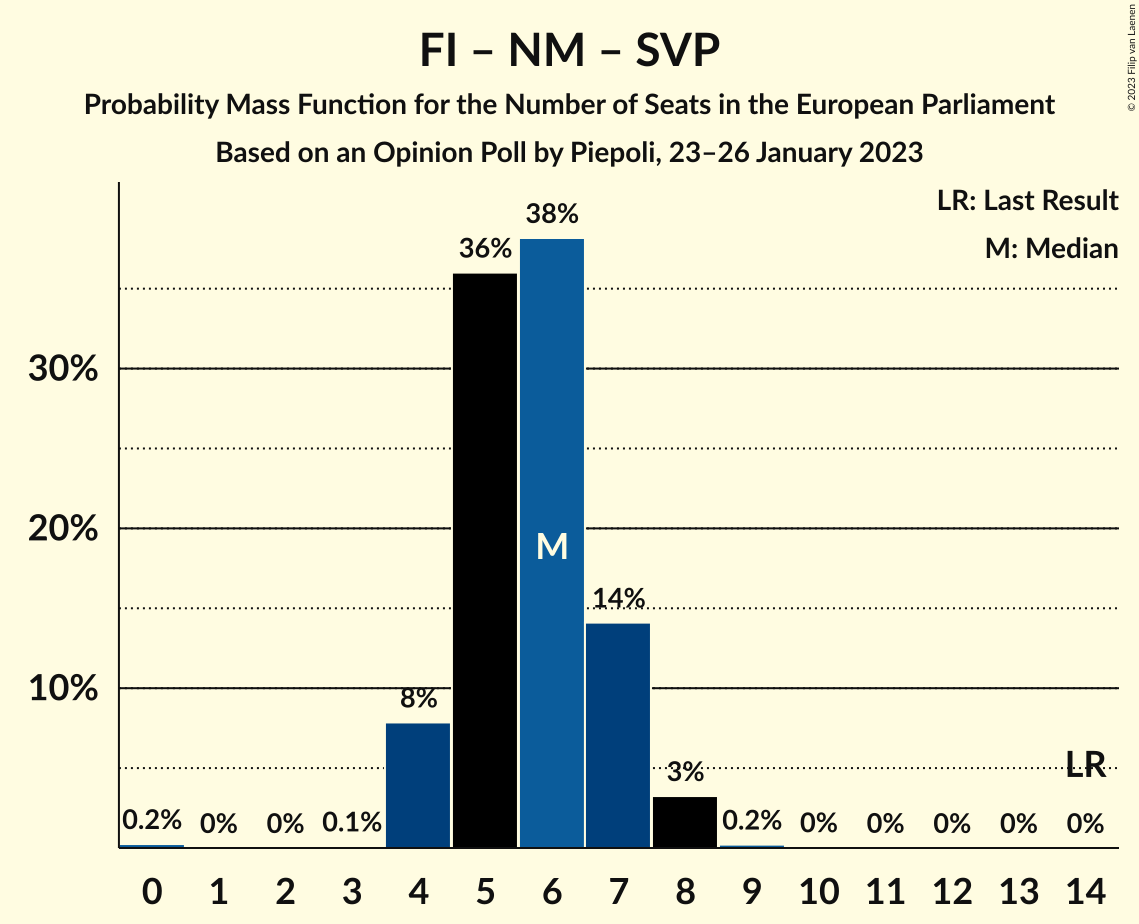 FI – NM – SVP
Probability Mass Function for the Number of Seats in the European Parliament
Based on an Opinion Poll by Piepoli, 23–26 January 2023
© 2023 Filip van Laenen
LR: Last Result
M: Median
38%
36%
30%
20%
M
14%
10%
8%
LR
3%
0.2% 0% 0% 0.1% 0.2% 0% 0% 0% 0% 0%
0 1 2 3 4 5 6 7 8 9 10 11 12 13 14